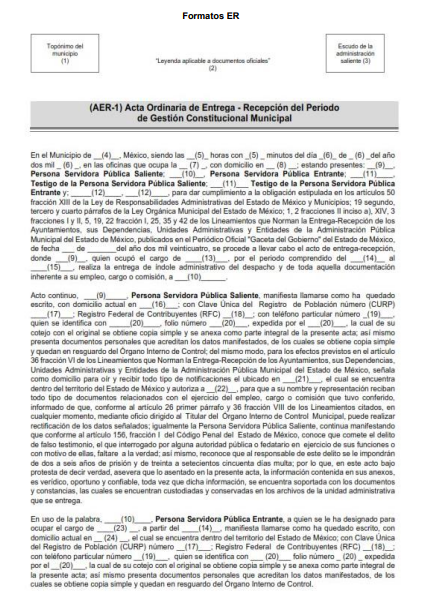 Formatos ER
Topónimo del
municipio
(1)
"Leyenda aplicable a documentos oficiales"
(2)
Escudo de la
administración
saliente (3)
(AER-1) Acta Ordinaria de Entrega - Recepción del Periodo
de Gestión Constitucional Municipal
En el Municipio de __(4)__, México, siendo las __(5)_ horas con _(5) _ minutos del día _(6)_ de _ (6) _del año
dos mil _ (6) _, en las oficinas que ocupa la __ (7) _, con domicilio en __ (8) __; estando presentes: __(9)___,
Persona Servidora Pública Saliente; ___(10)__, Persona Servidora Pública Entrante; ___(11)____
Testigo de la Persona Servidora Pública Saliente; ___(11) ___ Testigo de la Persona Servidora Pública
Entrante y; _____(12)____, ____(12)___, para dar cumplimiento a la obligación estipulada en los artículos 50
fracción XIII de la Ley de Responsabilidades Administrativas del Estado de México y Municipios; 19 segundo,
tercero y cuarto párrafos de la Ley Orgánica Municipal del Estado de México; 1, 2 fracciones II inciso a), XIV, 3
fracciones I y II, 5, 19, 22 fracción I, 25, 35 y 42 de los Lineamientos que Norman la Entrega-Recepción de los
Ayuntamientos, sus Dependencias, Unidades Administrativas y Entidades de la Administración Pública
Municipal del Estado de México, publicados en el Periódico Oficial "Gaceta del Gobierno" del Estado de México,
de fecha ___ de _______del año dos mil veinticuatro, se procede a llevar cabo el acto de entrega-recepción,
donde ___(9)____, quien ocupó el cargo de ____(13)____, por el periodo comprendido del ____(14)__ al
____(15)____, realiza la entrega de índole administrativo del despacho y de toda aquella documentación
inherente a su empleo, cargo o comisión, a ___(10)______.
Acto continuo, ___(9)______, Persona Servidora Pública Saliente, manifiesta llamarse como ha quedado
escrito, con domicilio actual en ___(16)___; con Clave Única del Registro de Población número (CURP)
____(17)____; Registro Federal de Contribuyentes (RFC) __(18)___; con teléfono particular número _(19)___,
quien se identifica con ____(20)____, folio número __(20)___, expedida por el __(20)____, la cual de su
cotejo con el original se obtiene copia simple y se anexa como parte integral de la presente acta; así mismo
presenta documentos personales que acreditan los datos manifestados, de los cuales se obtiene copia simple
y quedan en resguardo del Órgano Interno de Control; del mismo modo, para los efectos previstos en el artículo
36 fracción VI de los Lineamientos que Norman la Entrega-Recepción de los Ayuntamientos, sus Dependencias,
Unidades Administrativas y Entidades de la Administración Pública Municipal del Estado de México, señala
como domicilio para oír y recibir todo tipo de notificaciones el ubicado en ____(21)____, el cual se encuentra
dentro del territorio del Estado de México y autoriza a ___(22)__, para que a su nombre y representación reciban
todo tipo de documentos relacionados con el ejercicio del empleo, cargo o comisión que tuvo conferido,
informado de que, conforme al artículo 26 primer párrafo y 36 fracción VIII de los Lineamientos citados, en
cualquier momento, mediante oficio dirigido al Titular del Órgano Interno de Control Municipal, puede realizar
rectificación de los datos señalados; igualmente la Persona Servidora Pública Saliente, continua manifestando
que conforme al artículo 156, fracción I del Código Penal del Estado de México, conoce que comete el delito
de falso testimonio, el que interrogado por alguna autoridad pública o fedatario en ejercicio de sus funciones o
con motivo de ellas, faltare a la verdad; así mismo, reconoce que al responsable de este delito se le impondrán
de dos a seis años de prisión y de treinta a setecientos cincuenta días multa; por lo que, en este acto bajo
protesta de decir verdad, asevera que lo asentado en la presente acta, la información contenida en sus anexos,
es verídico, oportuno y confiable, toda vez que dicha información, se encuentra soportada con los documentos
y constancias, las cuales se encuentran custodiadas y conservadas en los archivos de la unidad administrativa
que se entrega.
En uso de la palabra, ____(10)____, Persona Servidora Pública Entrante, a quien se le ha designado para
ocupar el cargo de ____(23) __, a partir del ____(14)__, manifiesta llamarse como ha quedado escrito, con
domicilio actual en __ (24) __, el cual se encuentra dentro del territorio del Estado de México; con Clave Única
del Registro de Población (CURP) número __(17)___; Registro Federal de Contribuyentes (RFC) __(18)__;
con teléfono particular número __(19)___, quien se identifica con ___ (20)___ folio número _ (20) _ expedida
por el __(20)___, la cual de su cotejo con el original se obtiene copia simple y se anexa como parte integral de
la presente acta; así mismo presenta documentos personales que acreditan los datos manifestados, de los
cuales se obtiene copia simple y quedan en resguardo del Órgano Interno de Control.